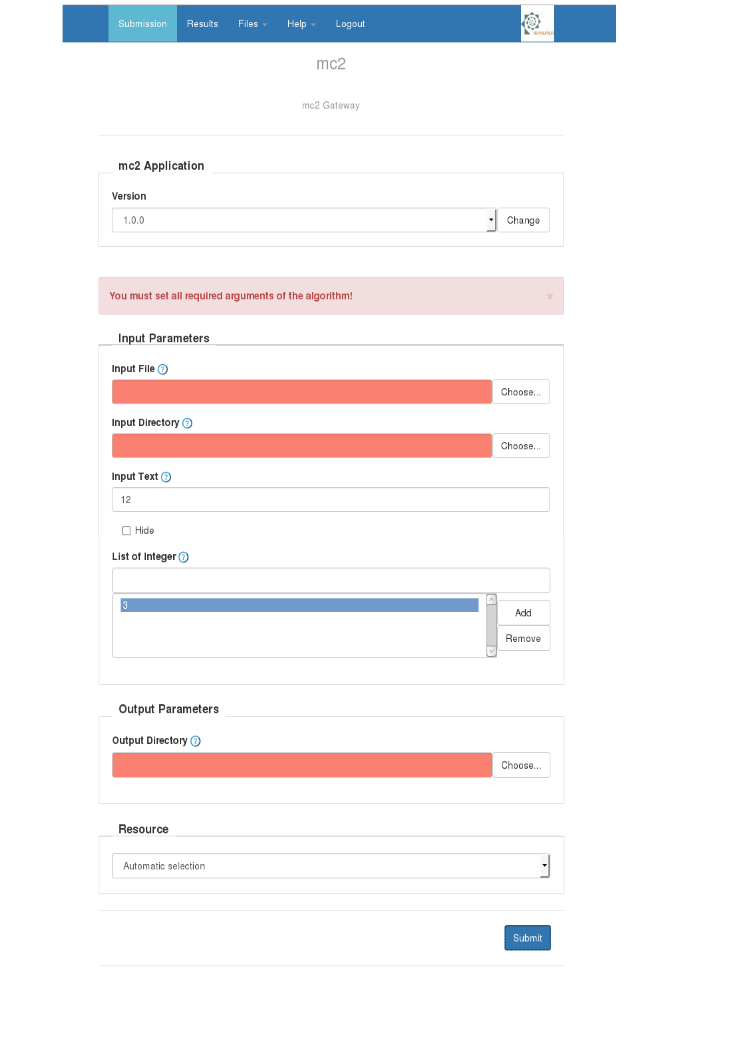 Submission Results Files Help Logout
mc2
mc2 Gateway
mc2 Application
Version
1.0.0
Change
You must set all required arguments of the algorithm! ×
Input Parameters
Input File ?
Choose...
Input Directory ?
Choose...
Input Text ?
12
Hide
List of Integer ?
3
Add
Remove
Output Parameters
Output Directory ?
Choose...
Resource
Automatic selection
Submit